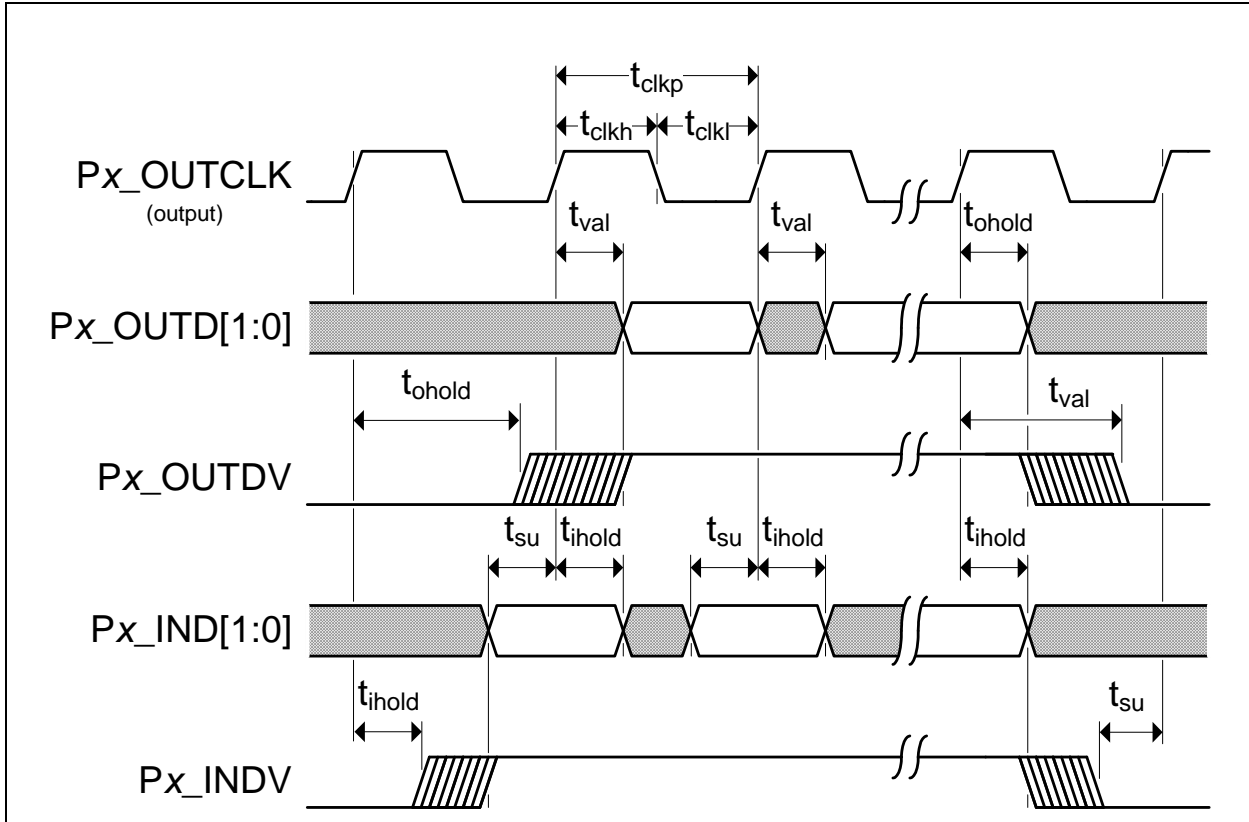 tclkp
tclkh tclkl
Px_OUTCLK
(output)
tval tval tohold
Px_OUTD[1:0]
tohold tval
Px_OUTDV
tsu tihold tsu tihold tihold
Px_IND[1:0]
tihold tsu
Px_INDV